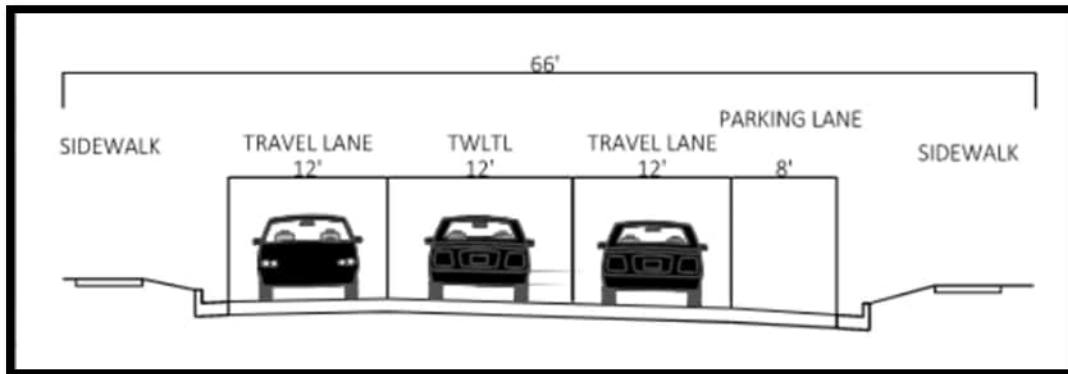 66'
PARKING LANE
SIDEWALK
TRAVEL LANE
12'
TWLTL
12'
TRAVEL LANE
12'
8'
SIDEWALK